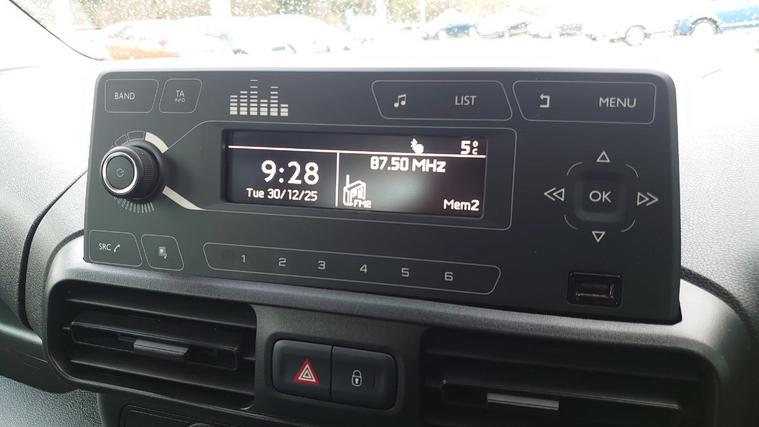 BAND
TA
INFO
LIST
MENU
5°C
9:28
87.50 MHz
Tue 30/12/25
FM2
Mem2
OK
SRC
1 2 3 4 5 6